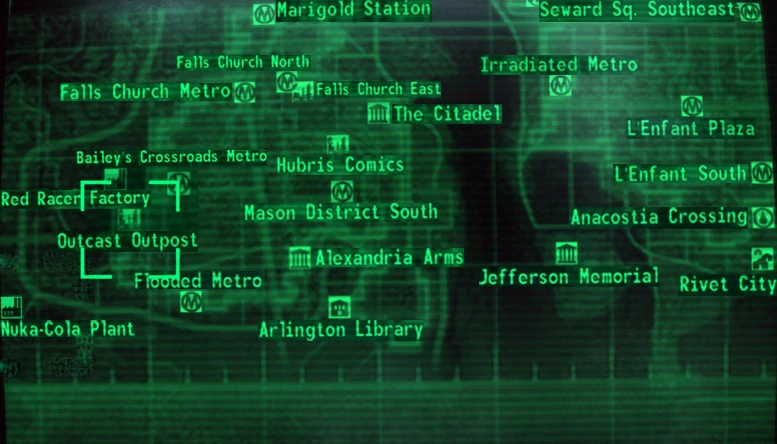 Marigold Station
Seward Sq. Southeast
Falls Church North
Irradiated Metro
Falls Church Metro
Falls Church East
The Citadel
L'Enfant Plaza
Bailey's Crossroads Metro
Hubris Comics
L'Enfant South
Red Racer Factory
Mason District South
Anacostia Crossing
Outcast Outpost
Alexandria Arms
Flooded Metro
Jefferson Memorial
Rivet City
Nuka-Cola Plant
Arlington Library